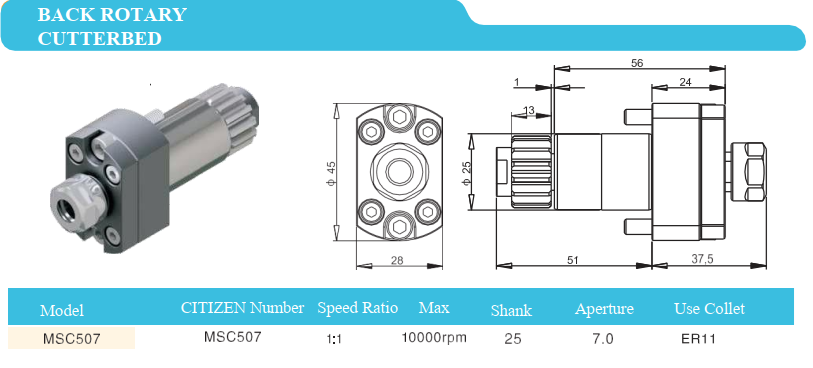 BACK ROTARY
CUTTERBED
56
1
24
13
ϕ 45
ϕ 25
28
51
37,5
Model CITIZEN Number Speed Ratio Max Shank Aperture Use Collet
MSC507 MSC507 1:1 10000rpm 25 7.0 ER11